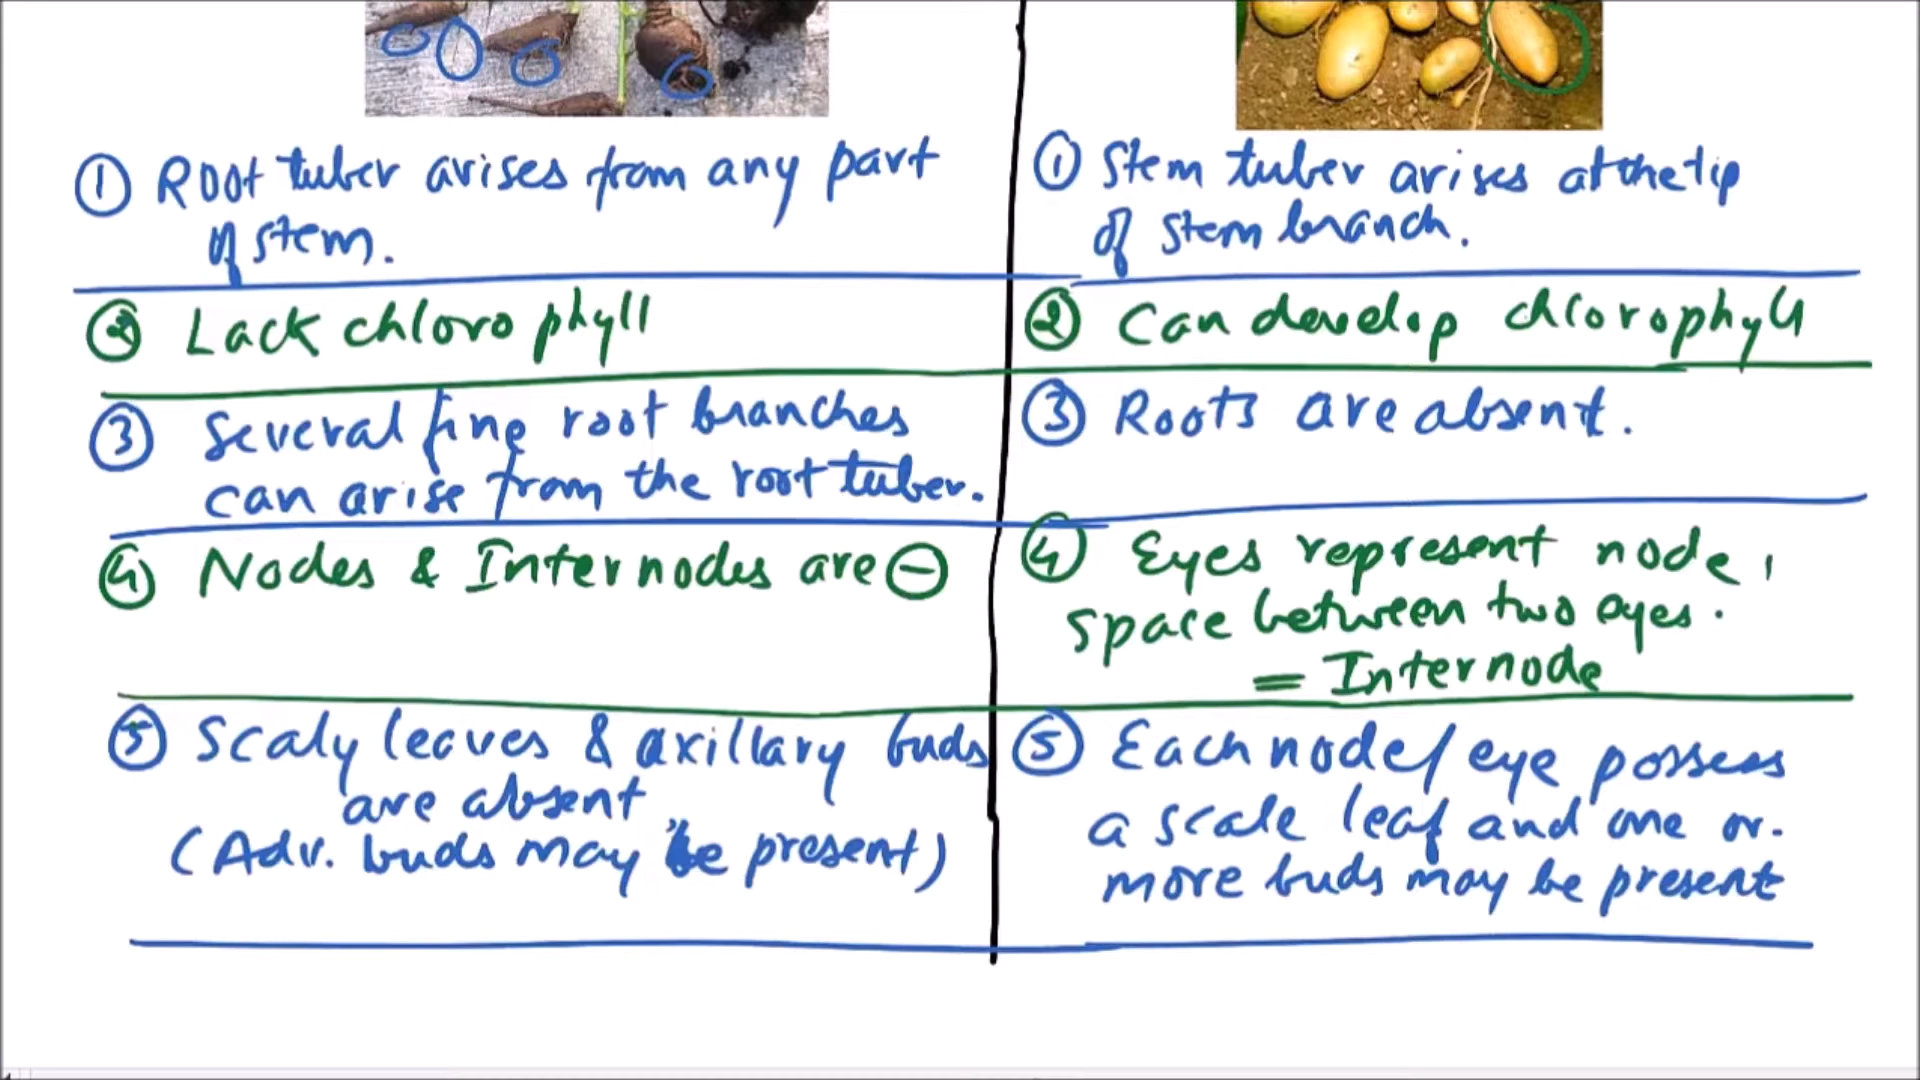 ① Root tuber arises from any part
of stem.
② Lack chlorophyll
③ Several fine root branches
can arise from the root tuber.
④ Nodes & Internodes are ⊖
⑤ Scaly leaves & axillary buds
are absent
(Adv. buds may be present)
① Stem tuber arises at the tip
of stem branch.
② Can develop chlorophyll
③ Roots are absent.
④ Eyes represent node,
space between two eyes.
= Internode
⑤ Each node/eye possess
a scale leaf and one or
more buds may be present